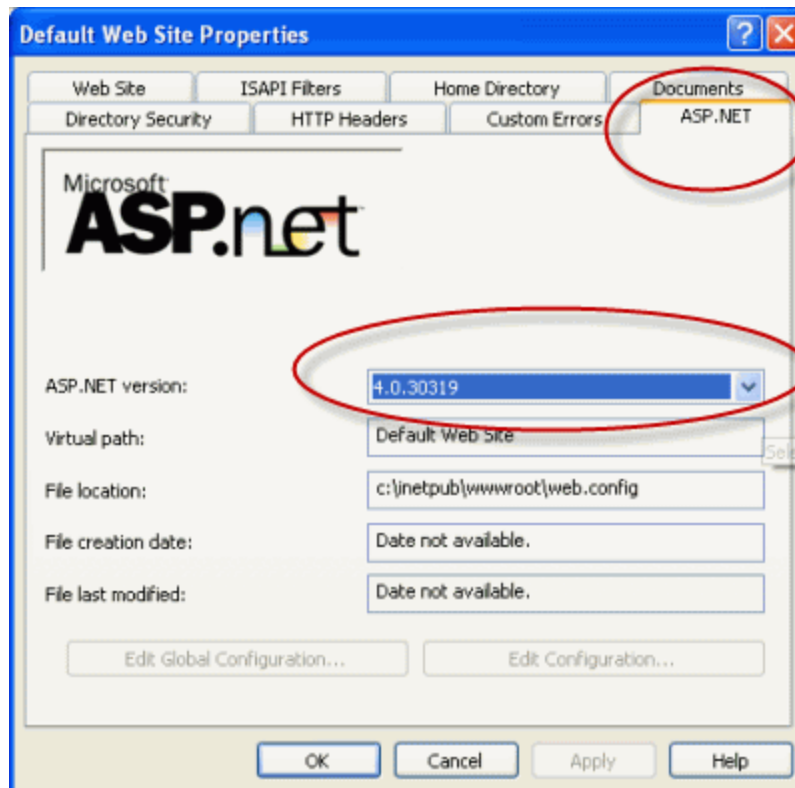 Default Web Site Properties
Web Site ISAPI Filters Home Directory Documents
Directory Security HTTP Headers Custom Errors ASP.NET
Microsoft
ASP.net
ASP.NET version: 4.0.30319
Virtual path: Default Web Site
File location: c:\inetpub\wwwroot\web.config
File creation date: Date not available.
File last modified: Date not available.
Edit Global Configuration... Edit Configuration...
OK Cancel Apply Help